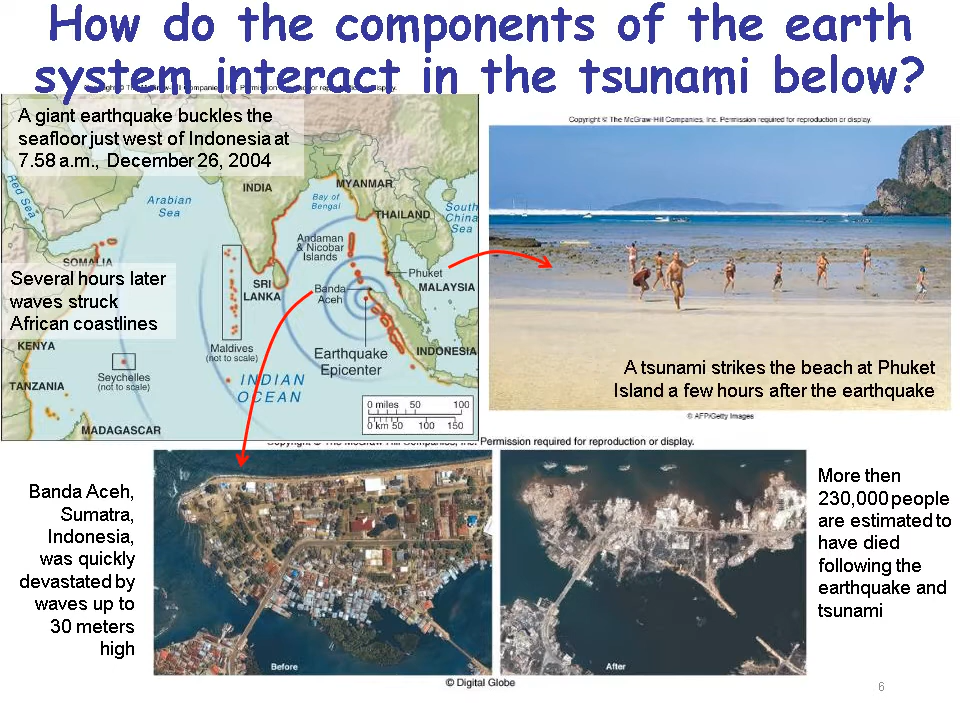 How do the components of the earth
system interact in the tsunami below?
A giant earthquake buckles the
seafloor just west of Indonesia at
7.58 a.m., December 26, 2004
Red Sea
Arabian
Sea
INDIA
Bay of
Bengal
MYANMAR
THAILAND
South
China
Sea
Andaman
& Nicobar
Islands
SOMALIA
Several hours later
waves struck
African coastlines
SRI
LANKA
Banda
Aceh
Phuket
MALAYSIA
KENYA
Maldives
(not to scale)
Earthquake
Epicenter
INDONESIA
Seychelles
(not to scale)
TANZANIA
INDIAN
OCEAN
MADAGASCAR
0 miles 50 100
0 km 50 100 150
Copyright © The McGraw-Hill Companies, Inc. Permission required for reproduction or display.
A tsunami strikes the beach at Phuket
Island a few hours after the earthquake
© AFP/Getty Images
Copyright © The McGraw-Hill Companies, Inc. Permission required for reproduction or display.
Banda Aceh,
Sumatra,
Indonesia,
was quickly
devastated by
waves up to
30 meters
high
Before
After
More then
230,000 people
are estimated to
have died
following the
earthquake and
tsunami
© Digital Globe
6